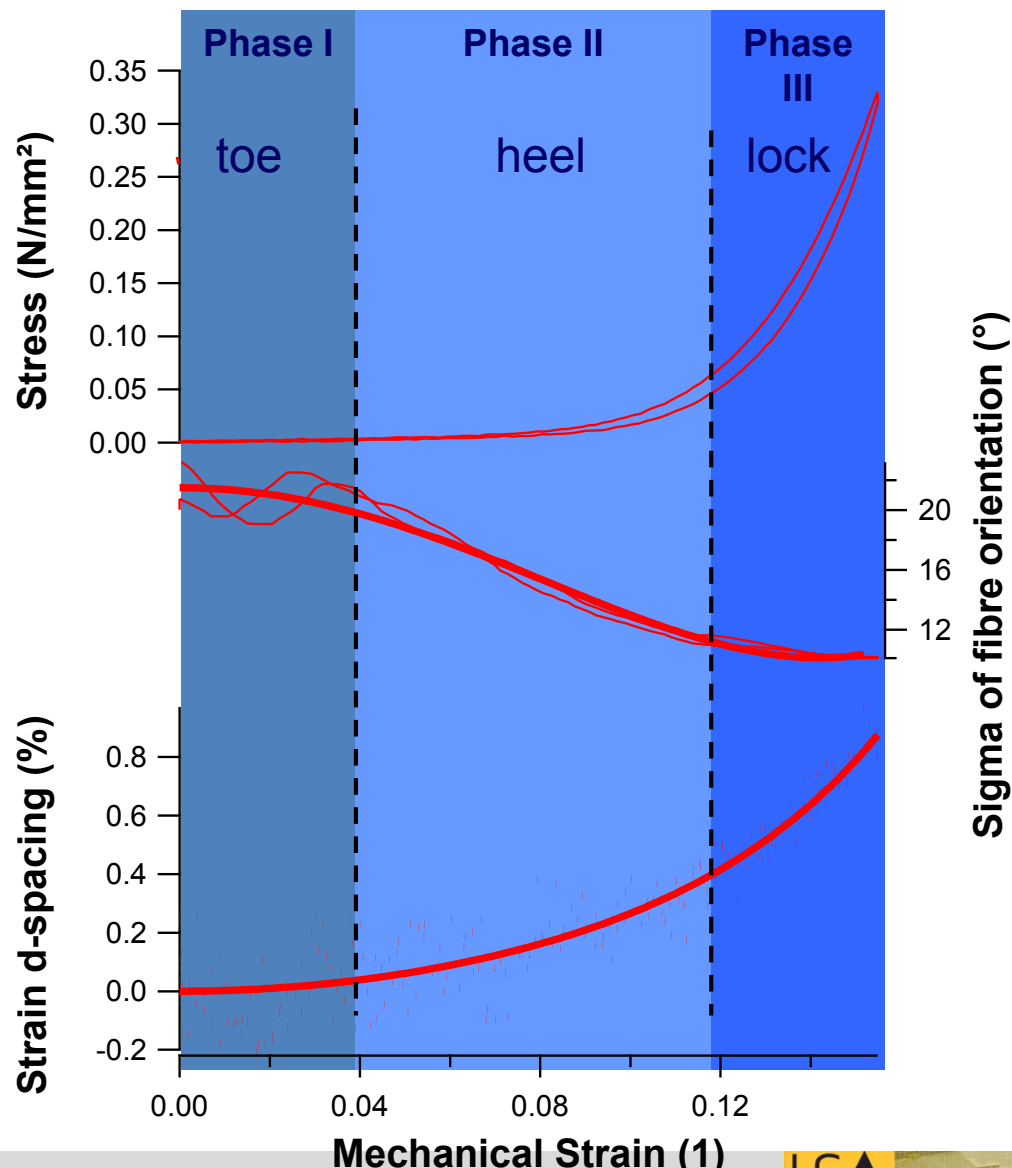 Phase I
Phase II
Phase
III
toe
heel
lock
Stress (N/mm²)
0.35
0.30
0.25
0.20
0.15
0.10
0.05
0.00
Sigma of fibre orientation (°)
20
16
12
Strain d-spacing (%)
0.8
0.6
0.4
0.2
0.0
-0.2
0.00
0.04
0.08
0.12
Mechanical Strain (1)